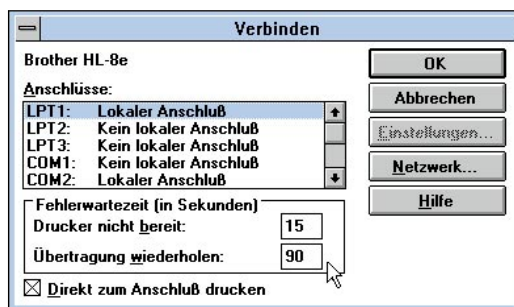 Verbinden
Brother HL-8e
Anschlüsse:
LPT1: Lokaler Anschluß
LPT2: Kein lokaler Anschluß
LPT3: Kein lokaler Anschluß
COM1: Kein lokaler Anschluß
COM2: Lokaler Anschluß
Fehlerwartezeit (in Sekunden)
Drucker nicht bereit: 15
Übertragung wiederholen: 90
Direkt zum Anschluß drucken
OK
Abbrechen
Einstellungen...
Netzwerk...
Hilfe